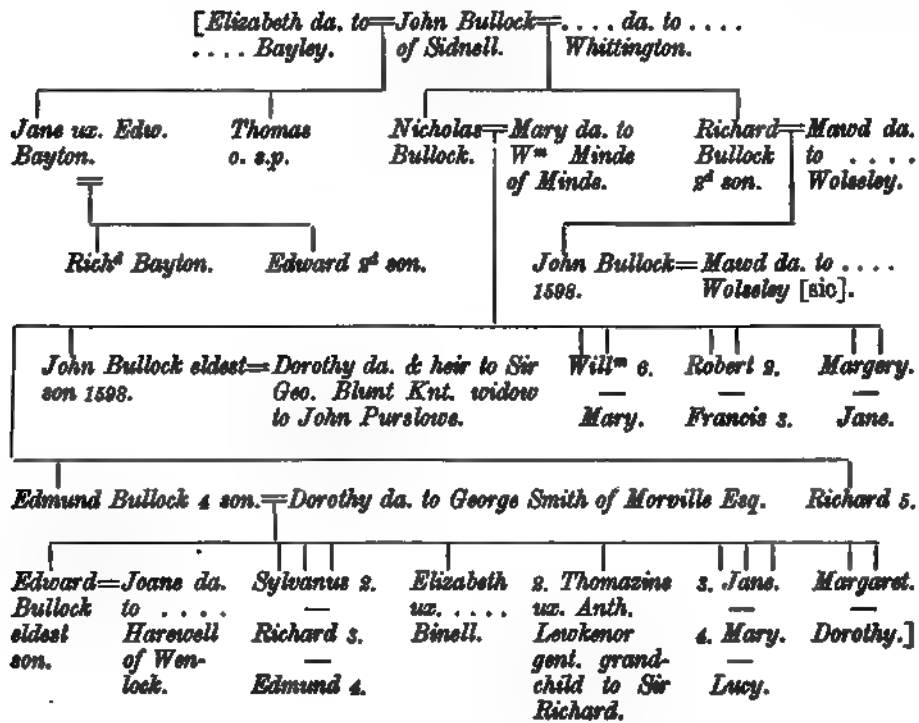 [Elizabeth da. to = John Bullock = . . . . da. to . . . .
. . . . Bayley. of Sidnell. Whittington.
Jane ux. Edw. Bayton.
Thomas o. s.p.
Nicholas Bullock. = Mary da. to Wm Minde of Minde.
Richard Bullock 2d son. = Mawd da. to . . . . Wolseley.
Richd Bayton. Edward 2d son.
John Bullock 1598. = Mawd da. to . . . . Wolseley [sic].
John Bullock eldest son 1598. = Dorothy da. & heir to Sir Geo. Blunt Knt. widow to John Purslowe.
Willm 6. — Mary.
Robert 2. — Francis 3.
Margery. — Jane.
Edmund Bullock 4 son. = Dorothy da. to George Smith of Morville Esq. Richard 5.
Edward Bullock eldest son. = Joane da. to . . . . Harewell of Wenlock.
Sylvanus 2. — Richard 3. — Edmund 4.
Elizabeth ux. . . . . Binell.
2. Thomazine ux. Anth. Lewkenor gent. grandchild to Sir Richard.
3. Jane. — 4. Mary. — Lucy.
Margaret. — Dorothy.]